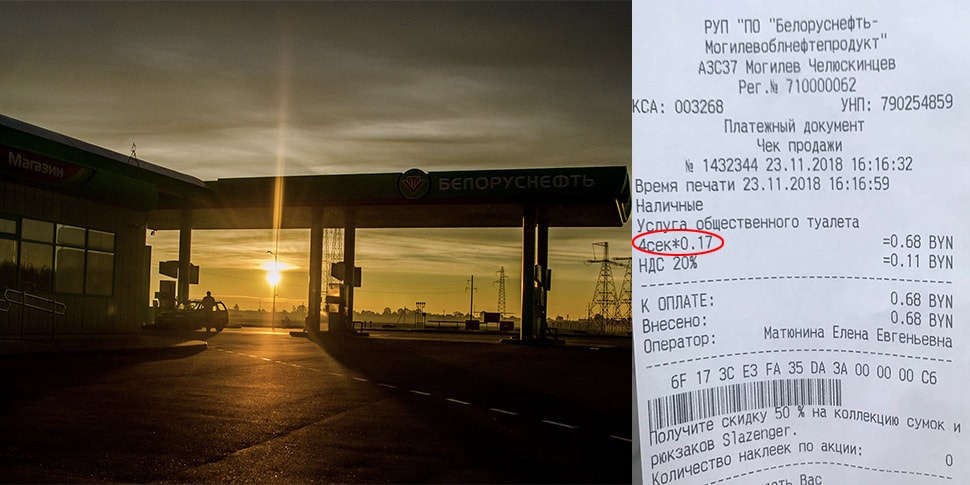 Магазин
БЕЛОРУСНЕФТЬ
РУП "ПО "Белоруснефть-
Могилевоблнефтепродукт"
АЗС37 Могилев Челюскинцев
Рег.№ 710000062
КСА: 003268 УНП: 790254859
Платежный документ
Чек продажи
№ 1432344 23.11.2018 16:16:32
Время печати 23.11.2018 16:16:59
Наличные
Услуга общественного туалета
4сек*0.17 =0.68 BYN
НДС 20% =0.11 BYN
К ОПЛАТЕ: 0.68 BYN
Внесено: 0.68 BYN
Оператор: Матюнина Елена Евгеньевна
6F 17 3C E3 FA 35 DA 3A 00 00 00 C6
Получите скидку 50 % на коллекцию сумок и
рюкзаков Slazenger.
Количество наклеек по акции: 0
Вас